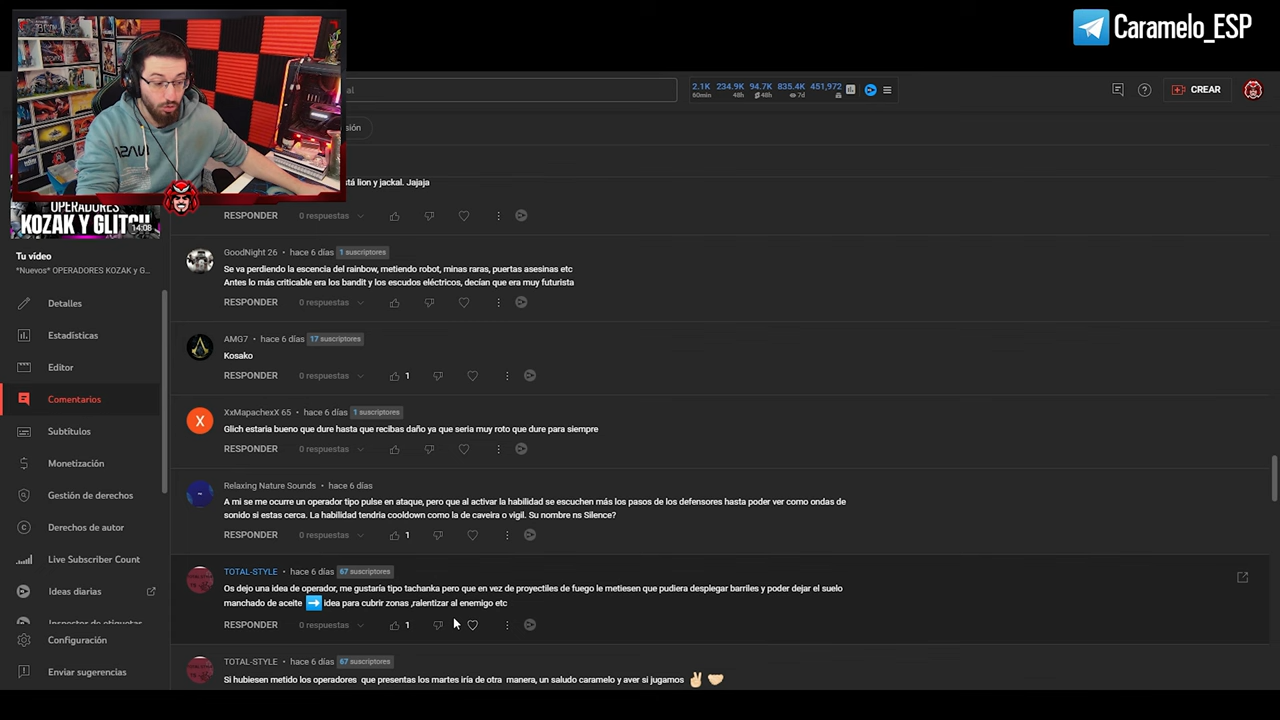 Caramelo_ESP
al
2.1K 234.9K 94.7K 835.4K 451,972
60min 48h 48h 7d
CREAR
sión
tá lion y jackal. Jajaja
RESPONDER 0 respuestas
OPERADORES
KOZAK Y GLITCH
14:08
Tu vídeo
*Nuevos* OPERADORES KOZAK y G...
Detalles
Estadísticas
Editor
Comentarios
Subtítulos
Monetización
Gestión de derechos
Derechos de autor
Live Subscriber Count
Ideas diarias
Inspector de etiquetas
Configuración
Enviar sugerencias
GoodNight 26 • hace 6 días 1 suscriptores
Se va perdiendo la escencia del rainbow, metiendo robot, minas raras, puertas asesinas etc
Antes lo más criticable era los bandit y los escudos eléctricos, decían que era muy futurista
RESPONDER 0 respuestas
AMG7 • hace 6 días 17 suscriptores
Kosako
RESPONDER 0 respuestas 1
X
XxMapachexX 65 • hace 6 días 1 suscriptores
Glich estaria bueno que dure hasta que recibas daño ya que seria muy roto que dure para siempre
RESPONDER 0 respuestas
~
Relaxing Nature Sounds • hace 6 días
A mi se me ocurre un operador tipo pulse en ataque, pero que al activar la habilidad se escuchen más los pasos de los defensores hasta poder ver como ondas de
sonido si estas cerca. La habilidad tendria cooldown como la de caveira o vigil. Su nombre ns Silence?
RESPONDER 0 respuestas 1
TOTAL-STYLE • hace 6 días 67 suscriptores
Os dejo una idea de operador, me gustaría tipo tachanka pero que en vez de proyectiles de fuego le metiesen que pudiera desplegar barriles y poder dejar el suelo
manchado de aceite ➡️ idea para cubrir zonas ,ralentizar al enemigo etc
RESPONDER 0 respuestas 1
TOTAL-STYLE • hace 6 días 67 suscriptores
Si hubiesen metido los operadores que presentas los martes iría de otra manera, un saludo caramelo y aver si jugamos ✌🏻 🤝🏻